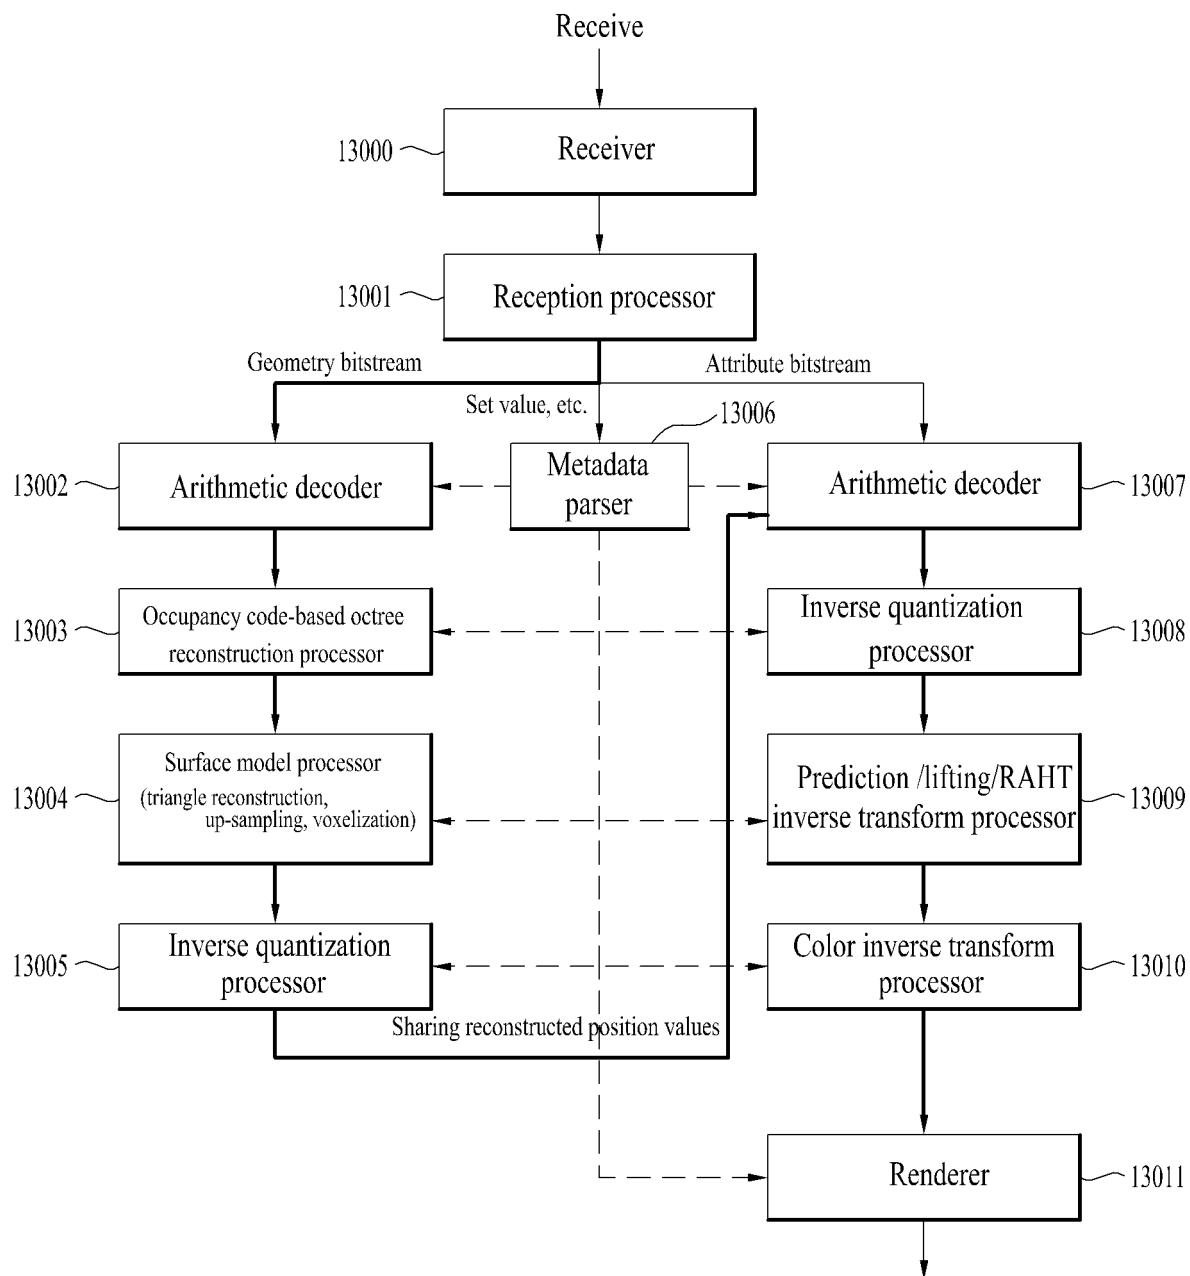 Receive
13000
Receiver
13001
Reception processor
Geometry bitstream
Attribute bitstream
Set value, etc.
13006
13002
Arithmetic decoder
Metadata
parser
Arithmetic decoder
13007
13003
Occupancy code-based octree
reconstruction processor
Inverse quantization
processor
13008
13004
Surface model processor
(triangle reconstruction,
up-sampling, voxelization)
Prediction /lifting/RAHT
inverse transform processor
13009
13005
Inverse quantization
processor
Color inverse transform
processor
13010
Sharing reconstructed position values
Renderer
13011